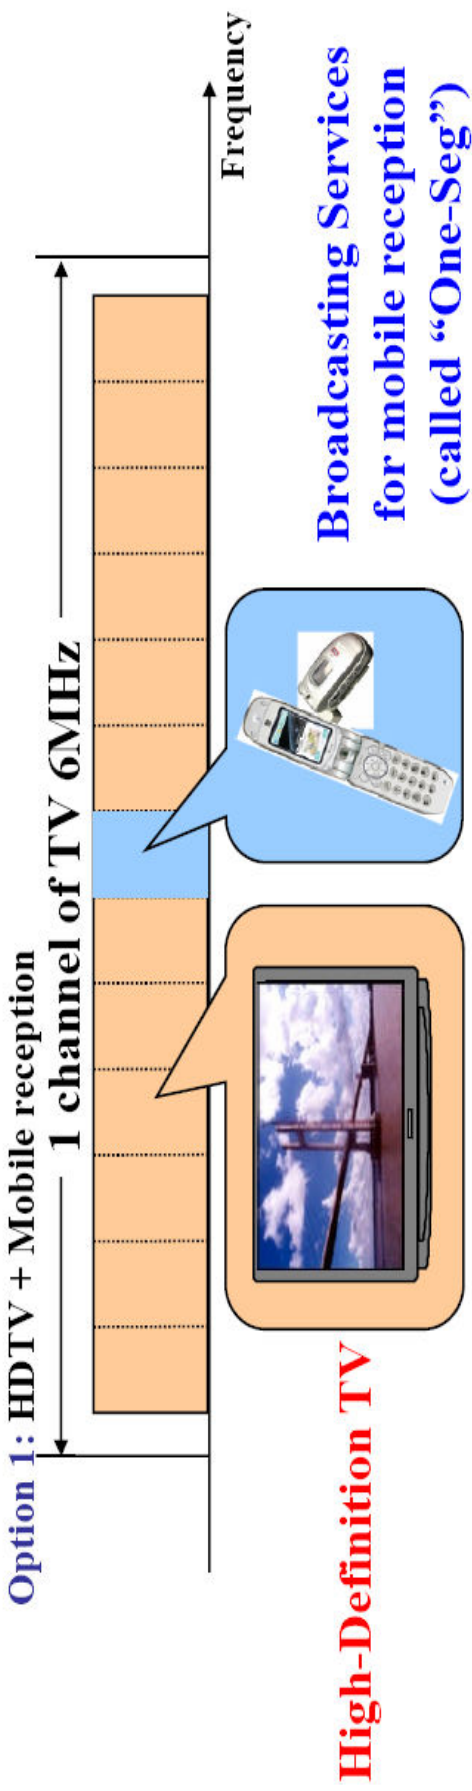 Option 1: HDTV + Mobile reception
1 channel of TV 6MHz
Frequency
High-Definition TV
Broadcasting Services
for mobile reception
(called “One-Seg”)